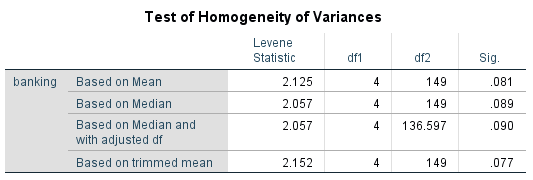 Test of Homogeneity of Variances
Levene
Statistic df1 df2 Sig.
banking Based on Mean 2.125 4 149 .081
Based on Median 2.057 4 149 .089
Based on Median and
with adjusted df 2.057 4 136.597 .090
Based on trimmed mean 2.152 4 149 .077